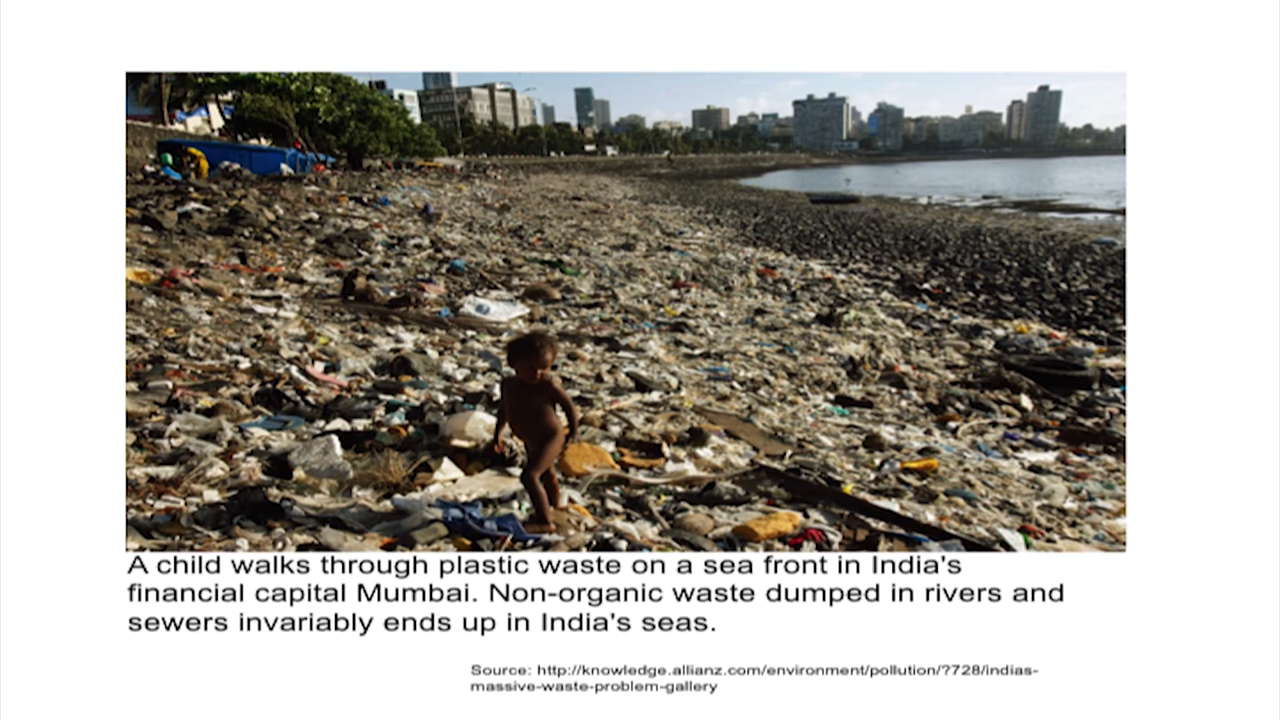 A child walks through plastic waste on a sea front in India's
financial capital Mumbai. Non-organic waste dumped in rivers and
sewers invariably ends up in India's seas.
Source: http://knowledge.allianz.com/environment/pollution/?728/indias-
massive-waste-problem-gallery